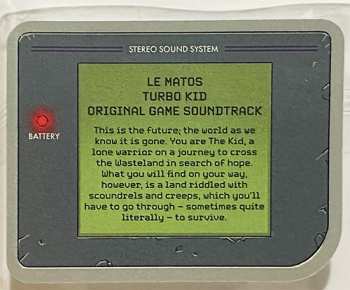 STEREO SOUND SYSTEM
LE MATOS
TURBO KID
ORIGINAL GAME SOUNDTRACK
BATTERY
This is the future; the world as we
know it is gone. You are The Kid, a
lone warrior on a journey to cross
the Wasteland in search of hope.
What you will find on your way,
however, is a land riddled with
scoundrels and creeps, which you'll
have to go through – sometimes quite
literally – to survive.